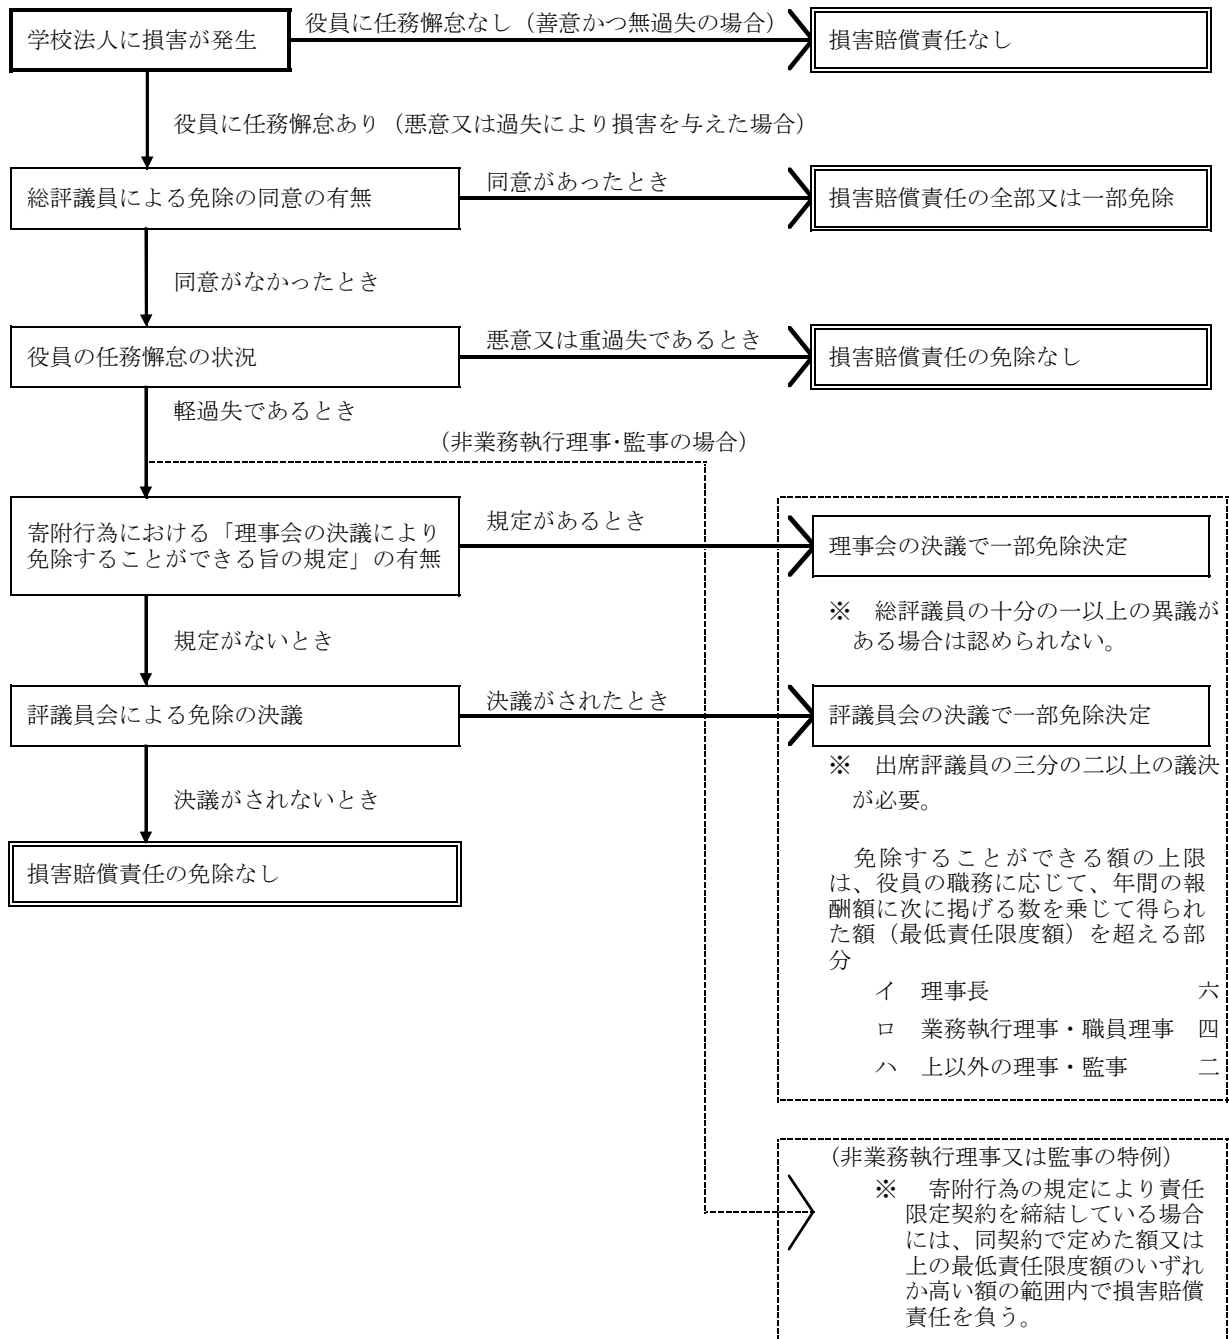 学校法人に損害が発生
役員に任務懈怠なし（善意かつ無過失の場合）
損害賠償責任なし
役員に任務懈怠あり（悪意又は過失により損害を与えた場合）
総評議員による免除の同意の有無
同意があったとき
損害賠償責任の全部又は一部免除
同意がなかったとき
役員の任務懈怠の状況
悪意又は重過失であるとき
損害賠償責任の免除なし
軽過失であるとき
（非業務執行理事・監事の場合）
寄附行為における「理事会の決議により
免除することができる旨の規定」の有無
規定があるとき
理事会の決議で一部免除決定
※　総評議員の十分の一以上の異議が
ある場合は認められない。
規定がないとき
評議員会による免除の決議
決議がされたとき
評議員会の決議で一部免除決定
※　出席評議員の三分の二以上の議決
が必要。
決議がされないとき
損害賠償責任の免除なし
免除することができる額の上限
は、役員の職務に応じて、年間の報
酬額に次に掲げる数を乗じて得られ
た額（最低責任限度額）を超える部
分
イ　理事長　六
ロ　業務執行理事・職員理事　四
ハ　上以外の理事・監事　二
（非業務執行理事又は監事の特例）
※　寄附行為の規定により責任
限定契約を締結している場合
には、同契約で定めた額又は
上の最低責任限度額のいずれ
か高い額の範囲内で損害賠償
責任を負う。